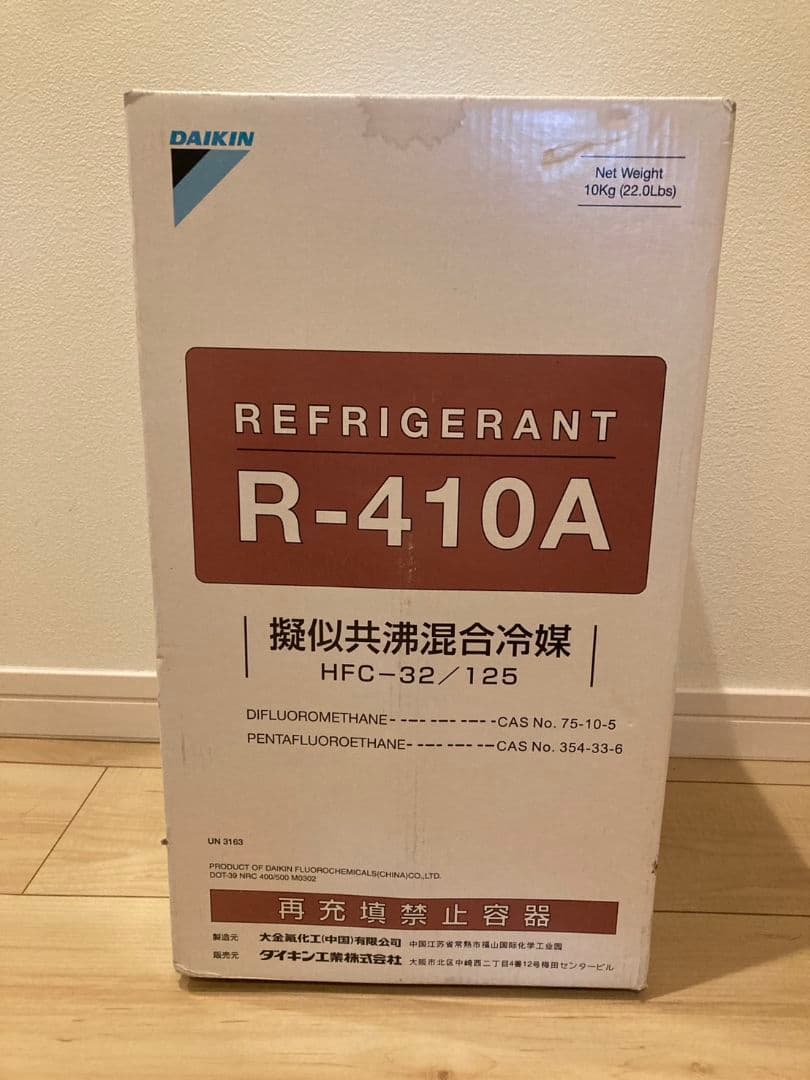 DAIKIN
Net Weight
10Kg (22.0Lbs)
REFRIGERANT
R-410A
擬似共沸混合冷媒
HFC-32/125
DIFLUOROMETHANE- ---- --- --- --CAS No. 75-10-5
PENTAFLUOROETHANE- ---- --- --- --CAS No. 354-33-6
UN 3163
PRODUCT OF DAIKIN FLUOROCHEMICALS(CHINA)CO.,LTD.
DOT-39 NRC 400/500 M0302
再充填禁止容器
製造元 大金氟化工(中国)有限公司 中国江苏省常熟市福山国际化学工业园
販売元 ダイキン工業株式会社 大阪市北区中崎西二丁目4番12号梅田センタービル